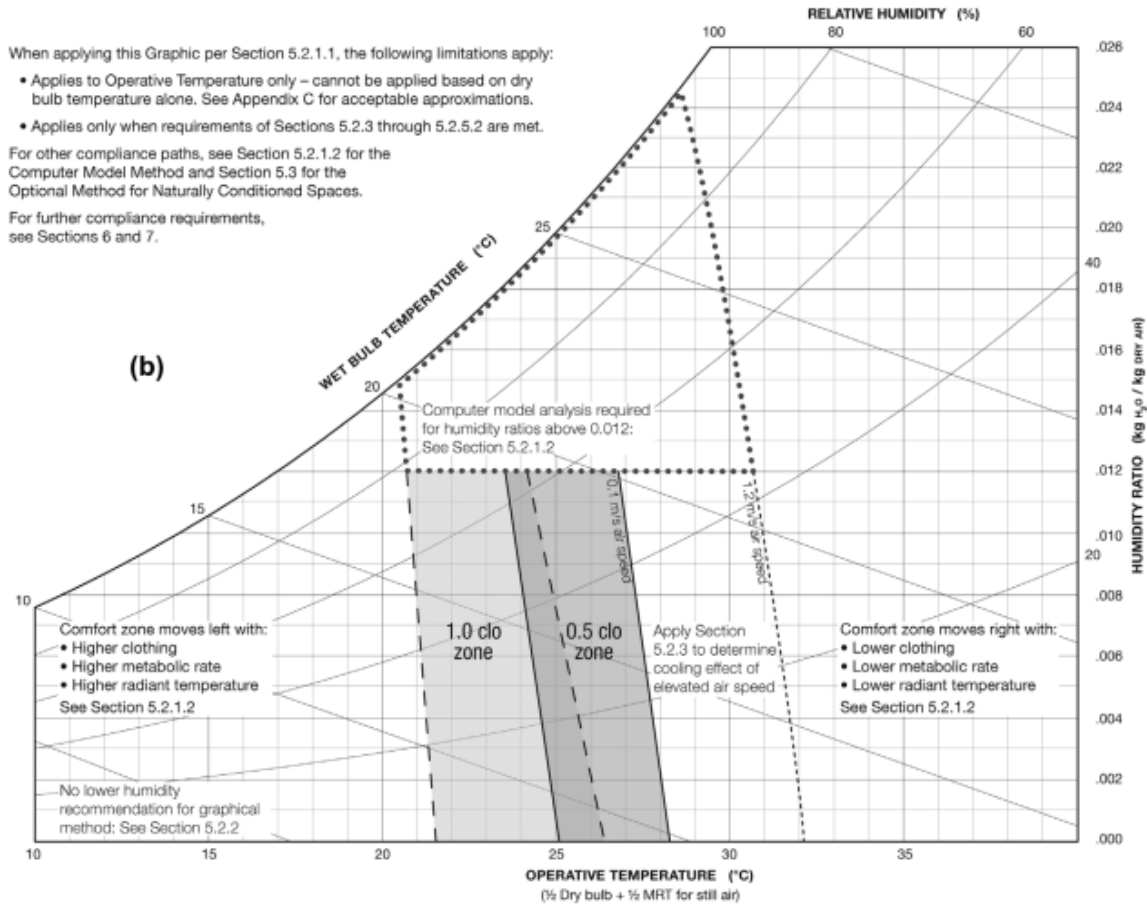 RELATIVE HUMIDITY (%)
100
80
60
When applying this Graphic per Section 5.2.1.1, the following limitations apply:
• Applies to Operative Temperature only – cannot be applied based on dry
bulb temperature alone. See Appendix C for acceptable approximations.
• Applies only when requirements of Sections 5.2.3 through 5.2.5.2 are met.
For other compliance paths, see Section 5.2.1.2 for the
Computer Model Method and Section 5.3 for the
Optional Method for Naturally Conditioned Spaces.
For further compliance requirements,
see Sections 6 and 7.
(b)
WET BULB TEMPERATURE (°C)
25
20
15
10
40
20
.026
.024
.022
.020
.018
.016
.014
.012
.010
.008
.006
.004
.002
.000
HUMIDITY RATIO (kg H₂O / kg DRY AIR)
Computer model analysis required
for humidity ratios above 0.012:
See Section 5.2.1.2
0.1 m/s air speed
1.2 m/s air speed
Comfort zone moves left with:
• Higher clothing
• Higher metabolic rate
• Higher radiant temperature
See Section 5.2.1.2
1.0 clo
zone
0.5 clo
zone
Apply Section
5.2.3 to determine
cooling effect of
elevated air speed
Comfort zone moves right with:
• Lower clothing
• Lower metabolic rate
• Lower radiant temperature
See Section 5.2.1.2
No lower humidity
recommendation for graphical
method: See Section 5.2.2
10
15
20
25
30
35
OPERATIVE TEMPERATURE (°C)
(½ Dry bulb + ½ MRT for still air)